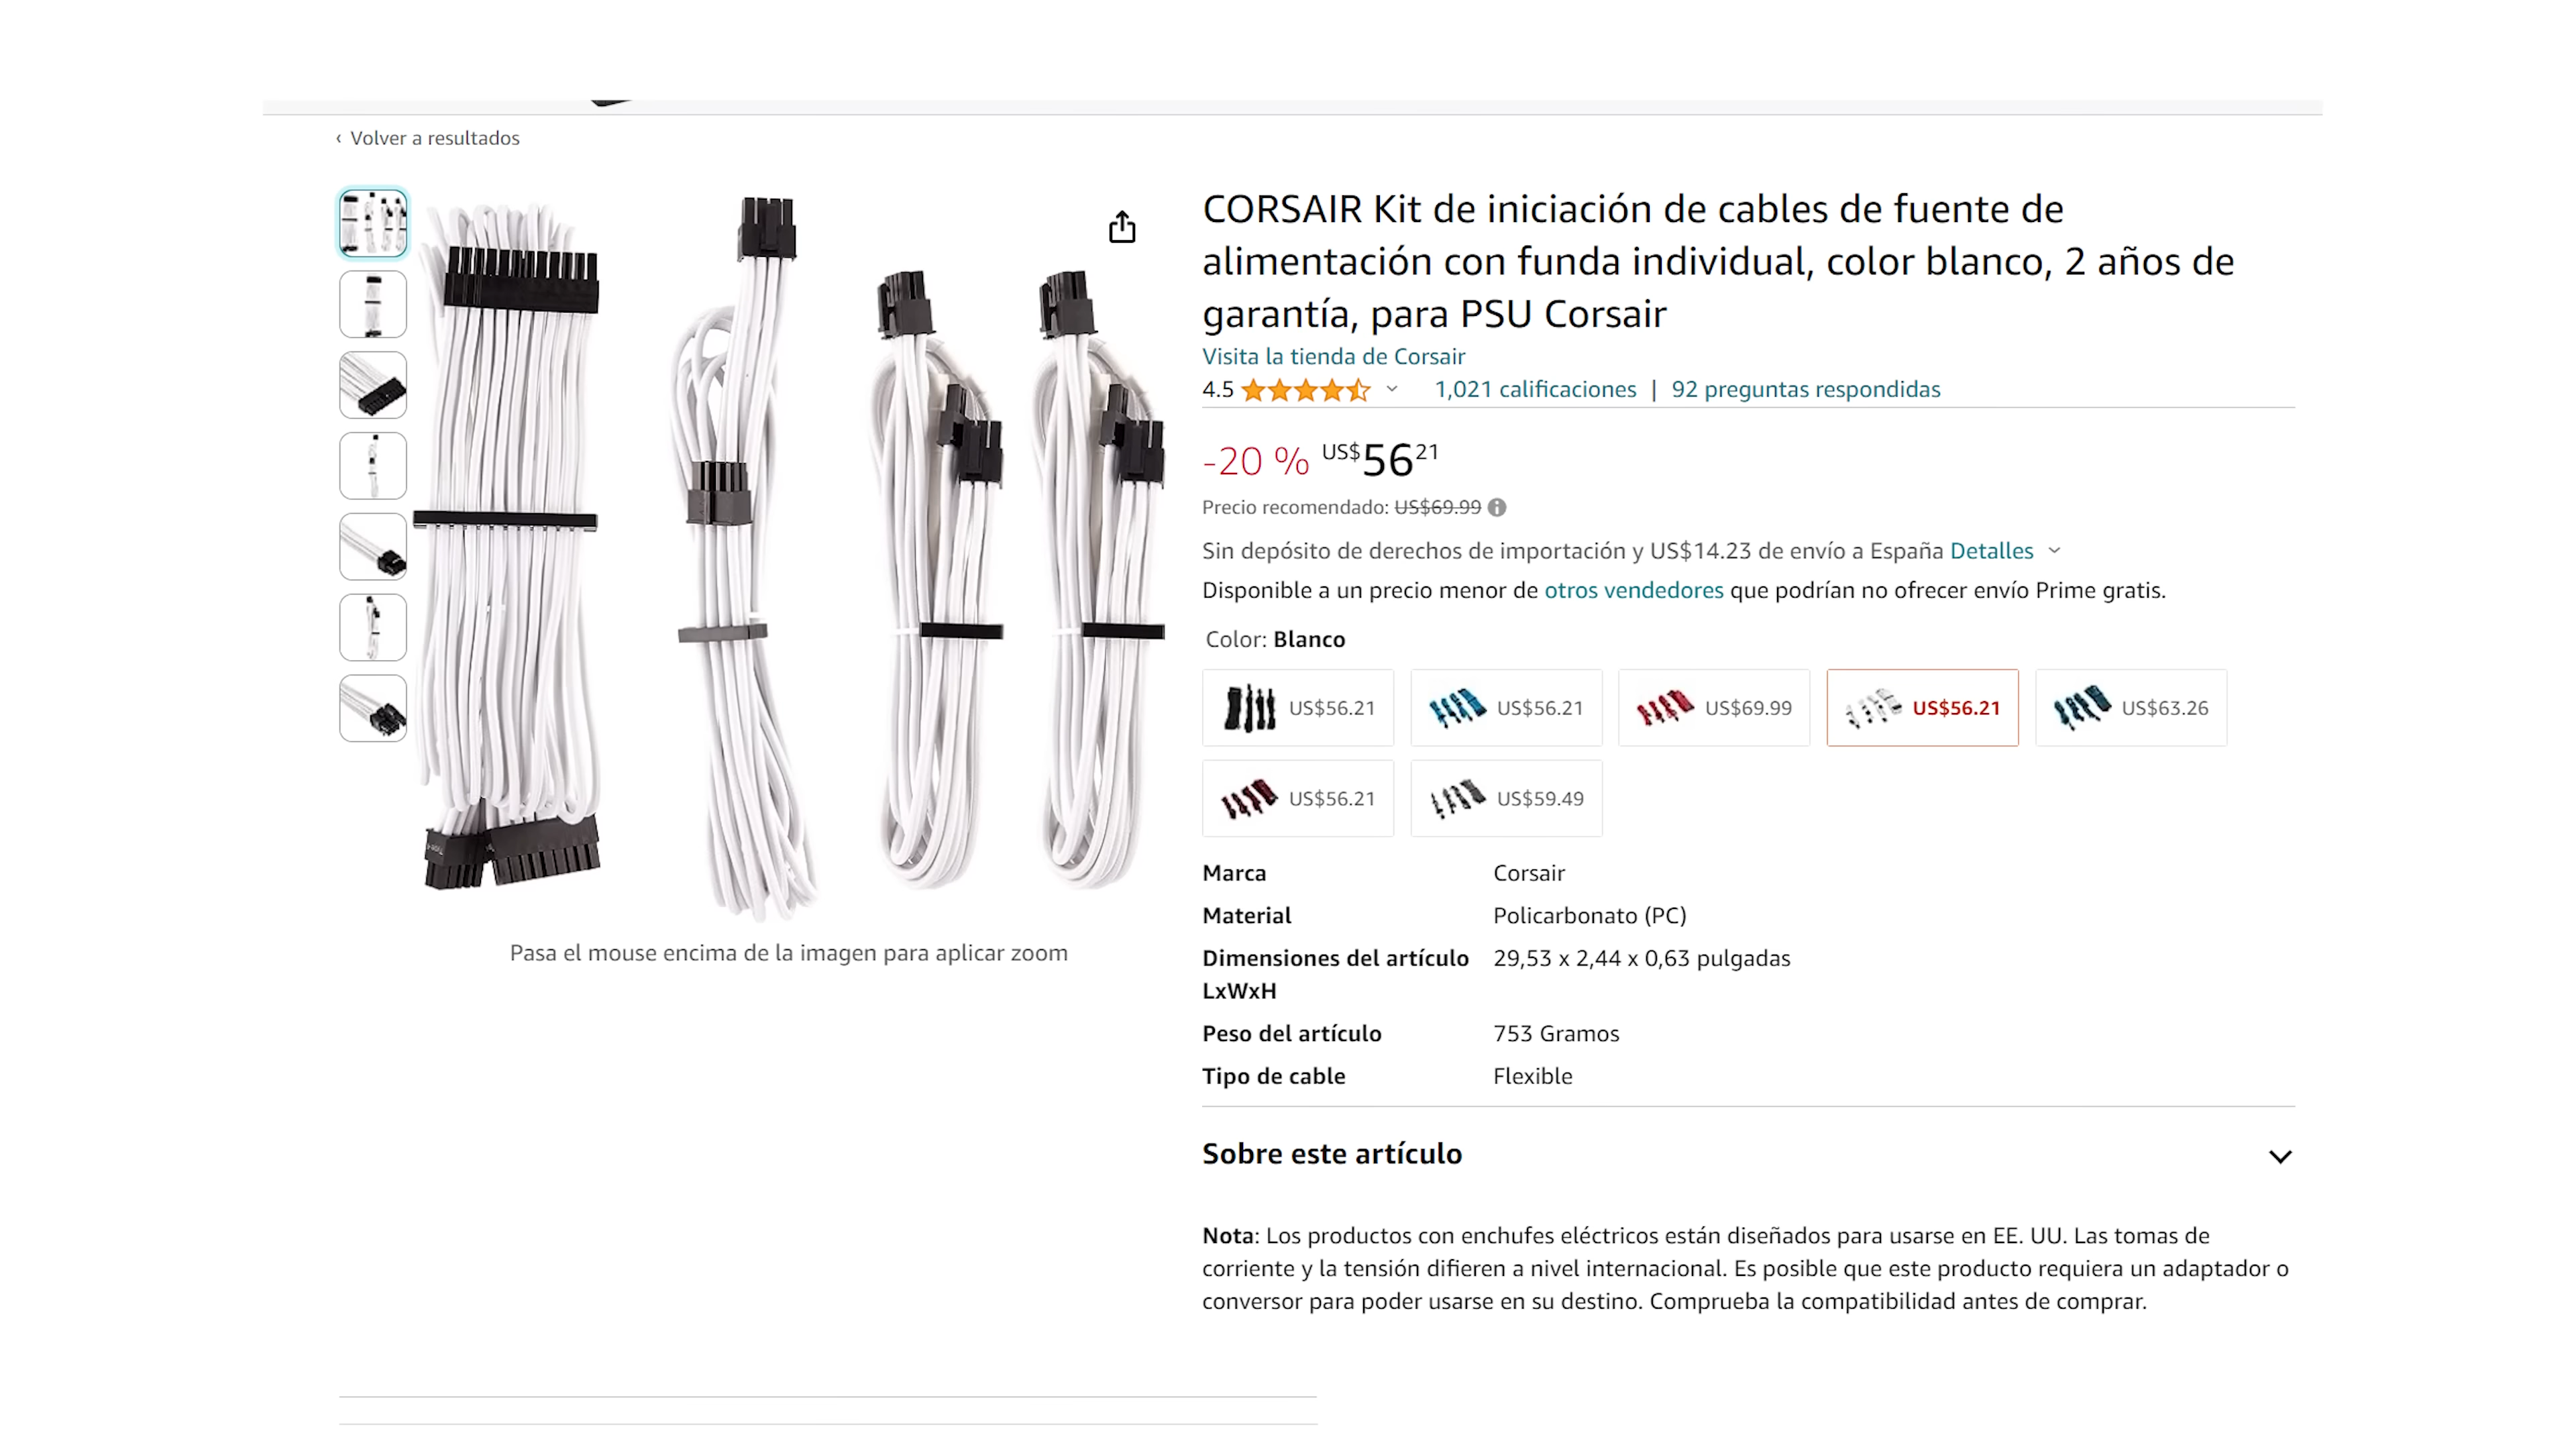 ‹ Volver a resultados
CORSAIR Kit de iniciación de cables de fuente de
alimentación con funda individual, color blanco, 2 años de
garantía, para PSU Corsair
Visita la tienda de Corsair
4.5 1,021 calificaciones | 92 preguntas respondidas
-20 % US$56 21
Precio recomendado: US$69.99
Sin depósito de derechos de importación y US$14.23 de envío a España Detalles
Disponible a un precio menor de otros vendedores que podrían no ofrecer envío Prime gratis.
Color: Blanco
US$56.21 US$56.21 US$69.99 US$56.21 US$63.26
US$56.21 US$59.49
Marca Corsair
Material Policarbonato (PC)
Dimensiones del artículo 29,53 x 2,44 x 0,63 pulgadas
LxWxH
Peso del artículo 753 Gramos
Tipo de cable Flexible
Pasa el mouse encima de la imagen para aplicar zoom
Sobre este artículo
Nota: Los productos con enchufes eléctricos están diseñados para usarse en EE. UU. Las tomas de
corriente y la tensión difieren a nivel internacional. Es posible que este producto requiera un adaptador o
conversor para poder usarse en su destino. Comprueba la compatibilidad antes de comprar.